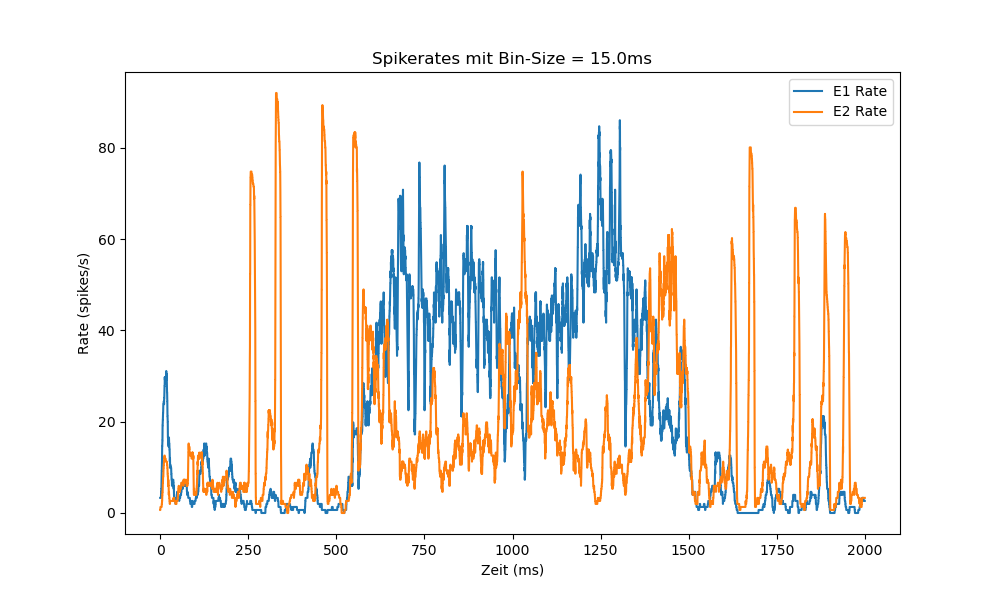 Spikerates mit Bin-Size = 15.0ms
E1 Rate
E2 Rate
Rate (spikes/s)
80
60
40
20
0
0 250 500 750 1000 1250 1500 1750 2000
Zeit (ms)